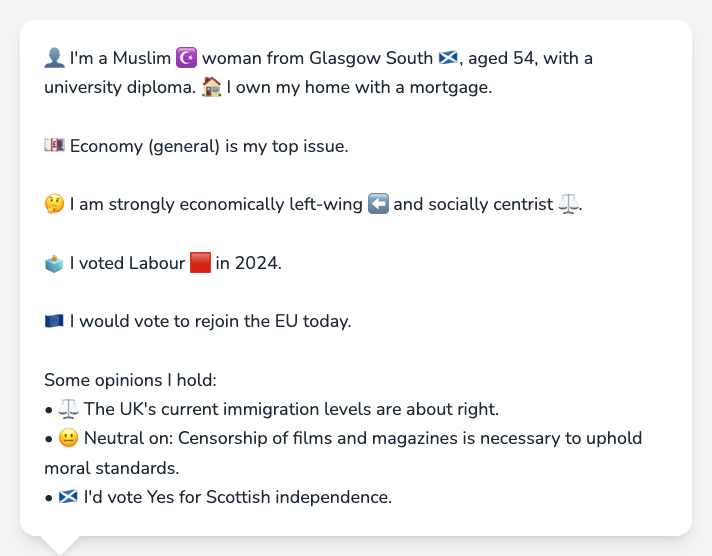 👤 I'm a Muslim ☪️ woman from Glasgow South 🏴󠁧󠁢󠁳󠁣󠁴󠁿, aged 54, with a
university diploma. 🏠 I own my home with a mortgage.
💷 Economy (general) is my top issue.
🤔 I am strongly economically left-wing ⬅️ and socially centrist ⚖️.
🗳️ I voted Labour 🟥 in 2024.
🇪🇺 I would vote to rejoin the EU today.
Some opinions I hold:
• ⚖️ The UK's current immigration levels are about right.
• 😐 Neutral on: Censorship of films and magazines is necessary to uphold
moral standards.
• 🏴󠁧󠁢󠁳󠁣󠁴󠁿 I'd vote Yes for Scottish independence.